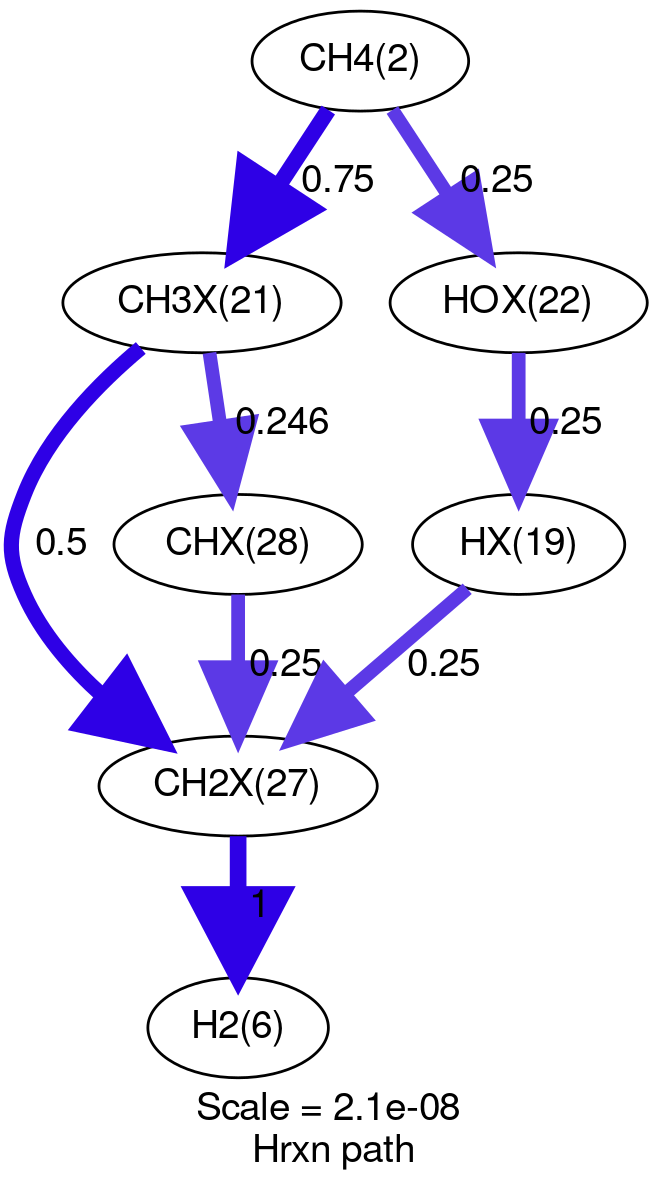 CH4(2)
0.75
0.25
CH3X(21)
HOX(22)
0.246
0.25
0.5
CHX(28)
HX(19)
0.25
0.25
CH2X(27)
1
H2(6)
Scale = 2.1e-08
Hrxn path